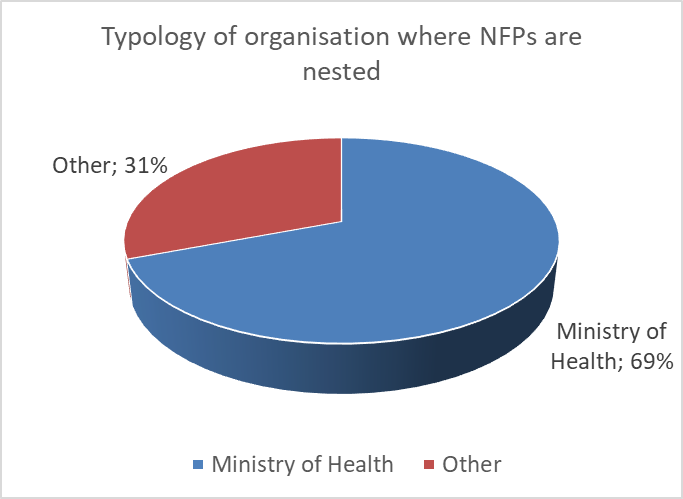 Typology of organisation where NFPs are
nested
Other; 31%
Ministry of
Health; 69%
Ministry of Health
Other